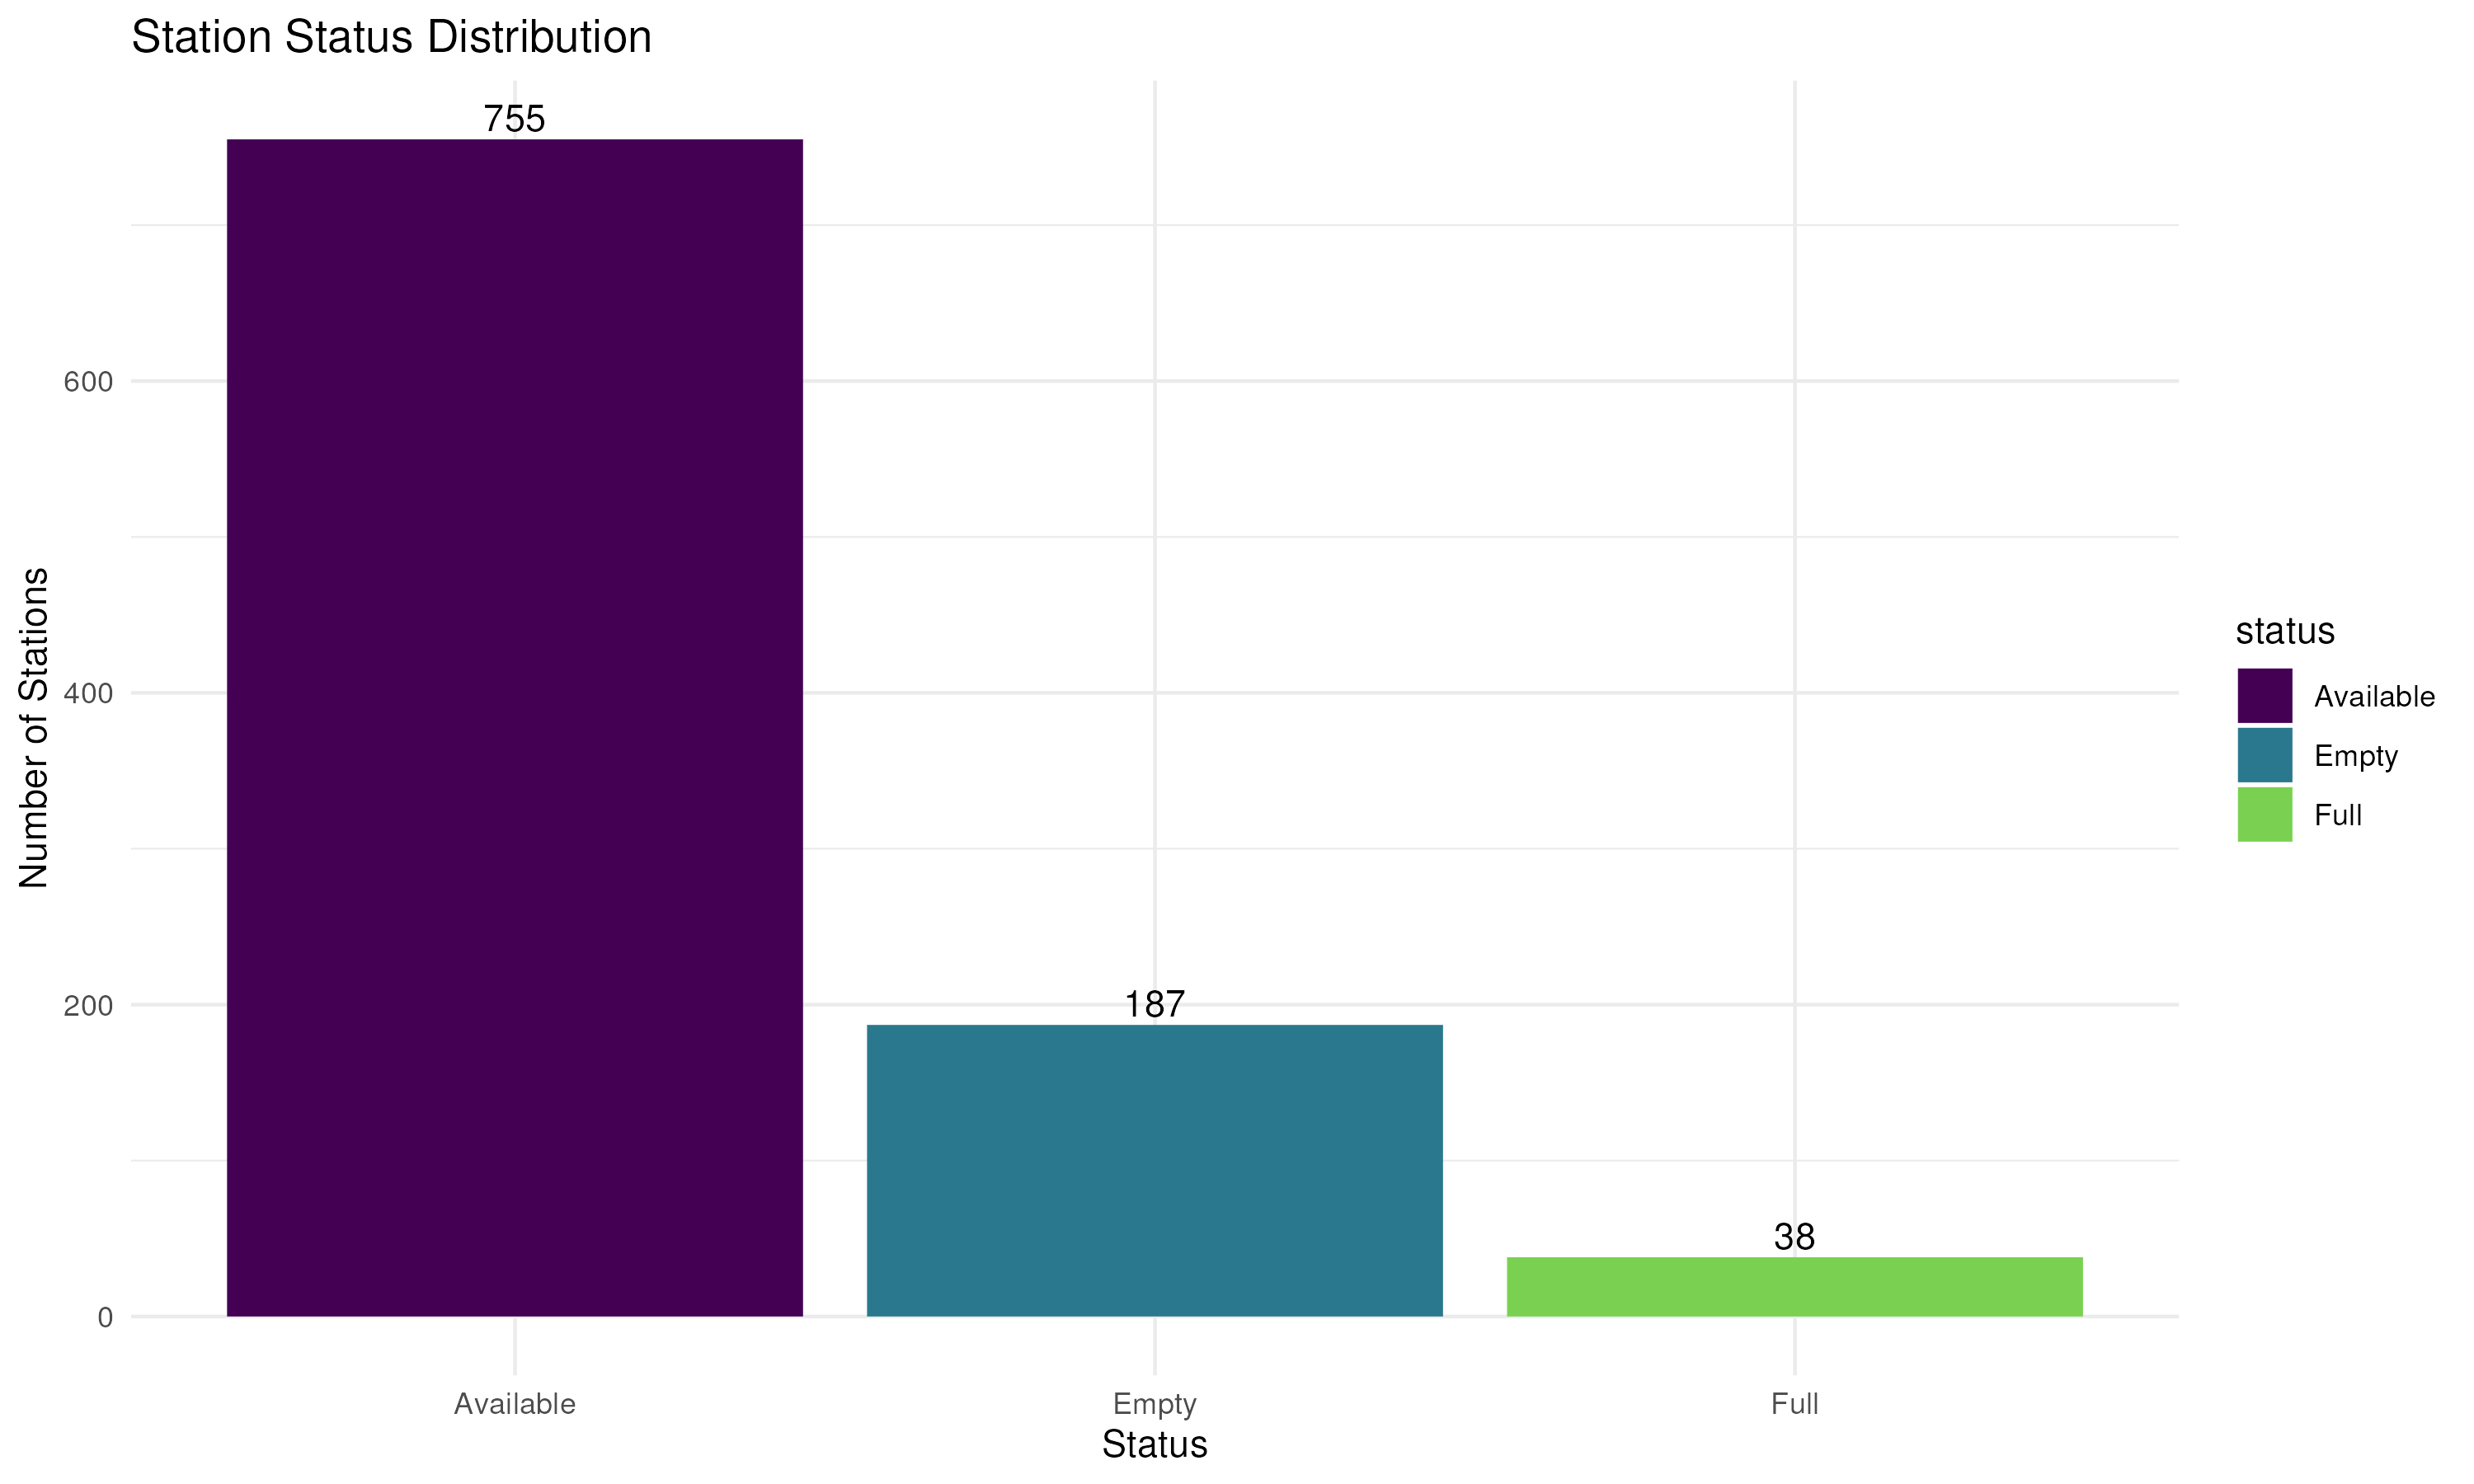 Station Status Distribution
755
600
400
200
0
187
38
Number of Stations
Available
Empty
Full
Status
status
Available
Empty
Full